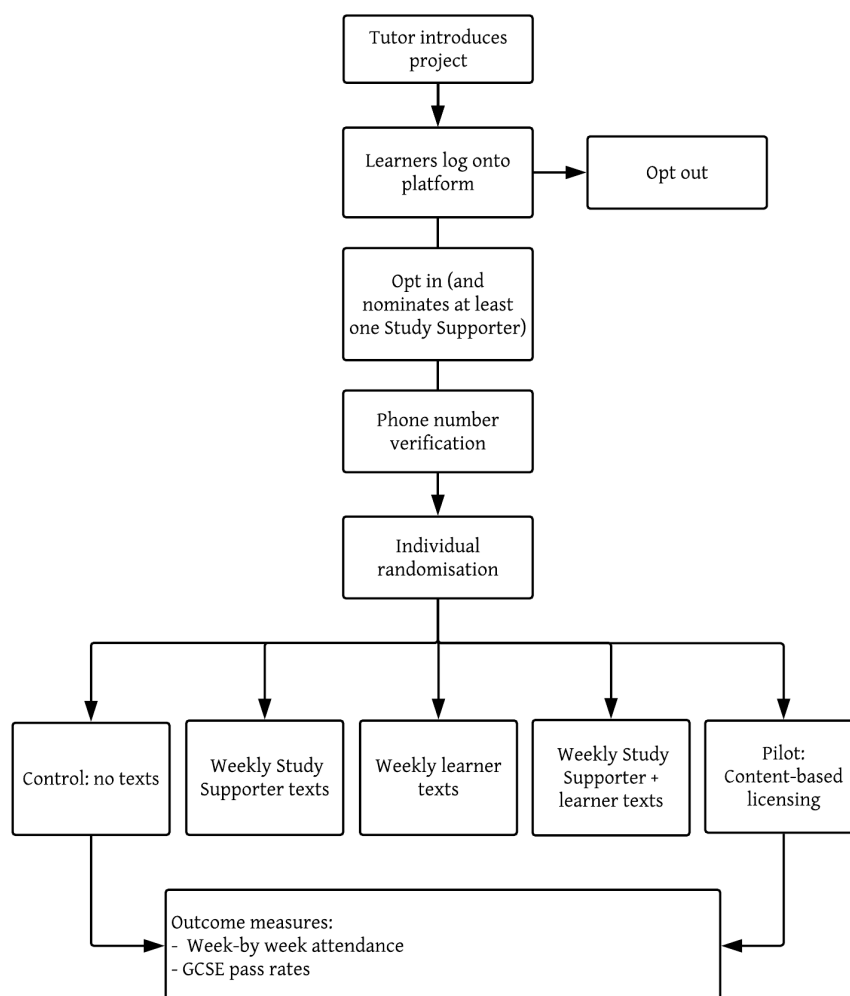 Tutor introduces
project
Learners log onto
platform
Opt out
Opt in (and
nominates at least
one Study Supporter)
Phone number
verification
Individual
randomisation
Control: no texts
Weekly Study
Supporter texts
Weekly learner
texts
Weekly Study
Supporter +
learner texts
Pilot:
Content-based
licensing
Outcome measures:
- Week-by week attendance
- GCSE pass rates